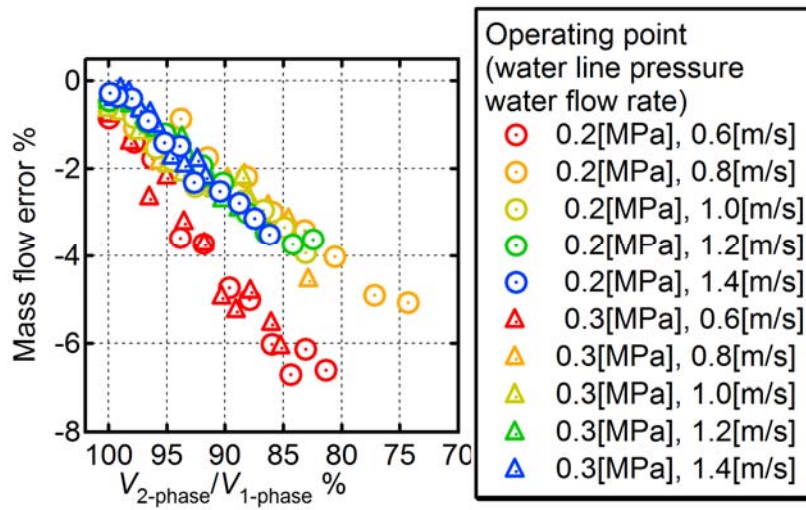 Operating point
(water line pressure
water flow rate)
0.2[MPa], 0.6[m/s]
0.2[MPa], 0.8[m/s]
0.2[MPa], 1.0[m/s]
0.2[MPa], 1.2[m/s]
0.2[MPa], 1.4[m/s]
0.3[MPa], 0.6[m/s]
0.3[MPa], 0.8[m/s]
0.3[MPa], 1.0[m/s]
0.3[MPa], 1.2[m/s]
0.3[MPa], 1.4[m/s]
Mass flow error %
0
-2
-4
-6
-8
100 95 90 85 80 75 70
V2-phase/V1-phase %